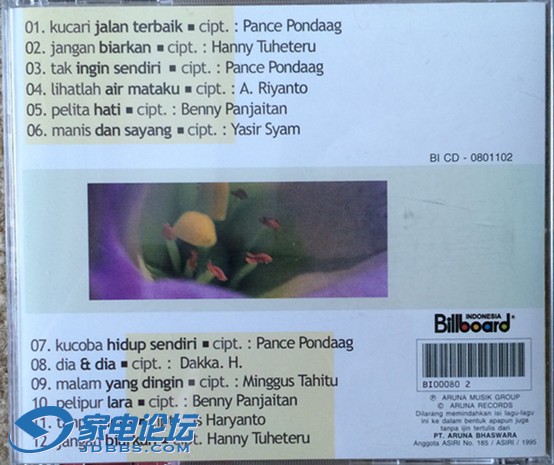 01. kucari jalan terbaik ■ cipt. : Pance Pondaag
02. jangan biarkan ■ cipt. : Hanny Tuheteru
03. tak ingin sendiri ■ cipt. : Pance Pondaag
04. lihatlah air mataku ■ cipt. : A. Riyanto
05. pelita hati ■ cipt. : Benny Panjaitan
06. manis dan sayang ■ cipt. : Yasir Syam
BI CD - 0801102
INDONESIA
Billboard®
07. kucoba hidup sendiri ■ cipt. : Pance Pondaag
08. dia & dia ■ cipt. : Dakka. H.
09. malam yang dingin ■ cipt. : Minggus Tahitu
10. pelipur lara ■ cipt. : Benny Panjaitan
Haryanto
12. jangan biarkan cipt. Hanny Tuheteru
BI00080 2
℗ ARUNA MUSIK GROUP
© ARUNA RECORDS
Dilarang memindahkan isi lagu-lagu
ini ke dalam bentuk apapun juga
tanpa ijin tertulis dari
PT. ARUNA BHASWARA
Anggota ASIRI No. 165 / ASIRI / 1995
家电论坛
3DBBS.COM